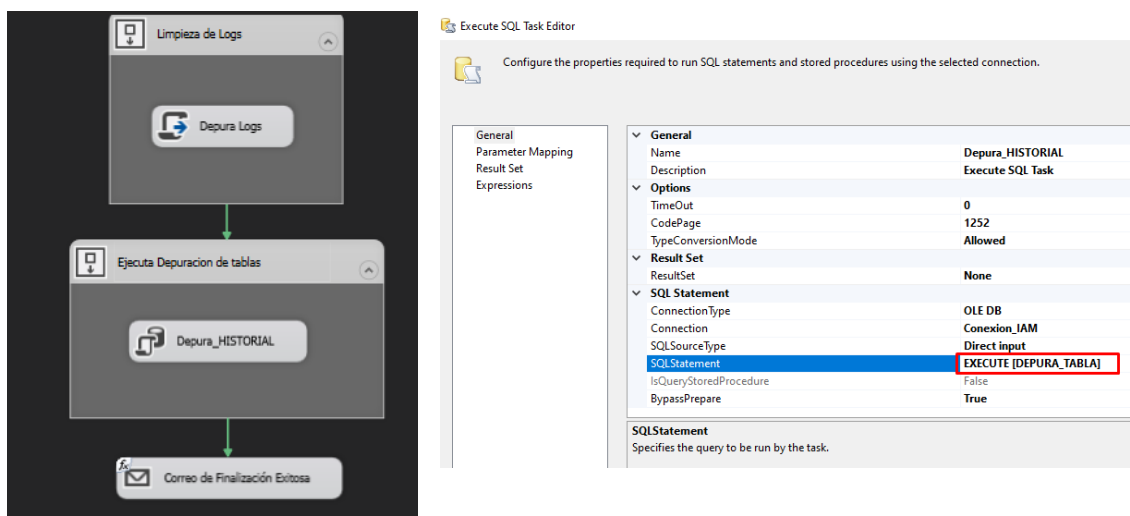 Limpieza de Logs
Depura Logs
Ejecuta Depuracion de tablas
Depura_HISTORIAL
fx
Correo de Finalización Exitosa
Execute SQL Task Editor
Configure the properties required to run SQL statements and stored procedures using the selected connection.
General
Parameter Mapping
Result Set
Expressions
General
Name Depura_HISTORIAL
Description Execute SQL Task
Options
TimeOut 0
CodePage 1252
TypeConversionMode Allowed
Result Set
ResultSet None
SQL Statement
ConnectionType OLE DB
Connection Conexion_IAM
SQLSourceType Direct input
SQLStatement EXECUTE [DEPURA_TABLA]
IsQueryStoredProcedure False
BypassPrepare True
SQLStatement
Specifies the query to be run by the task.